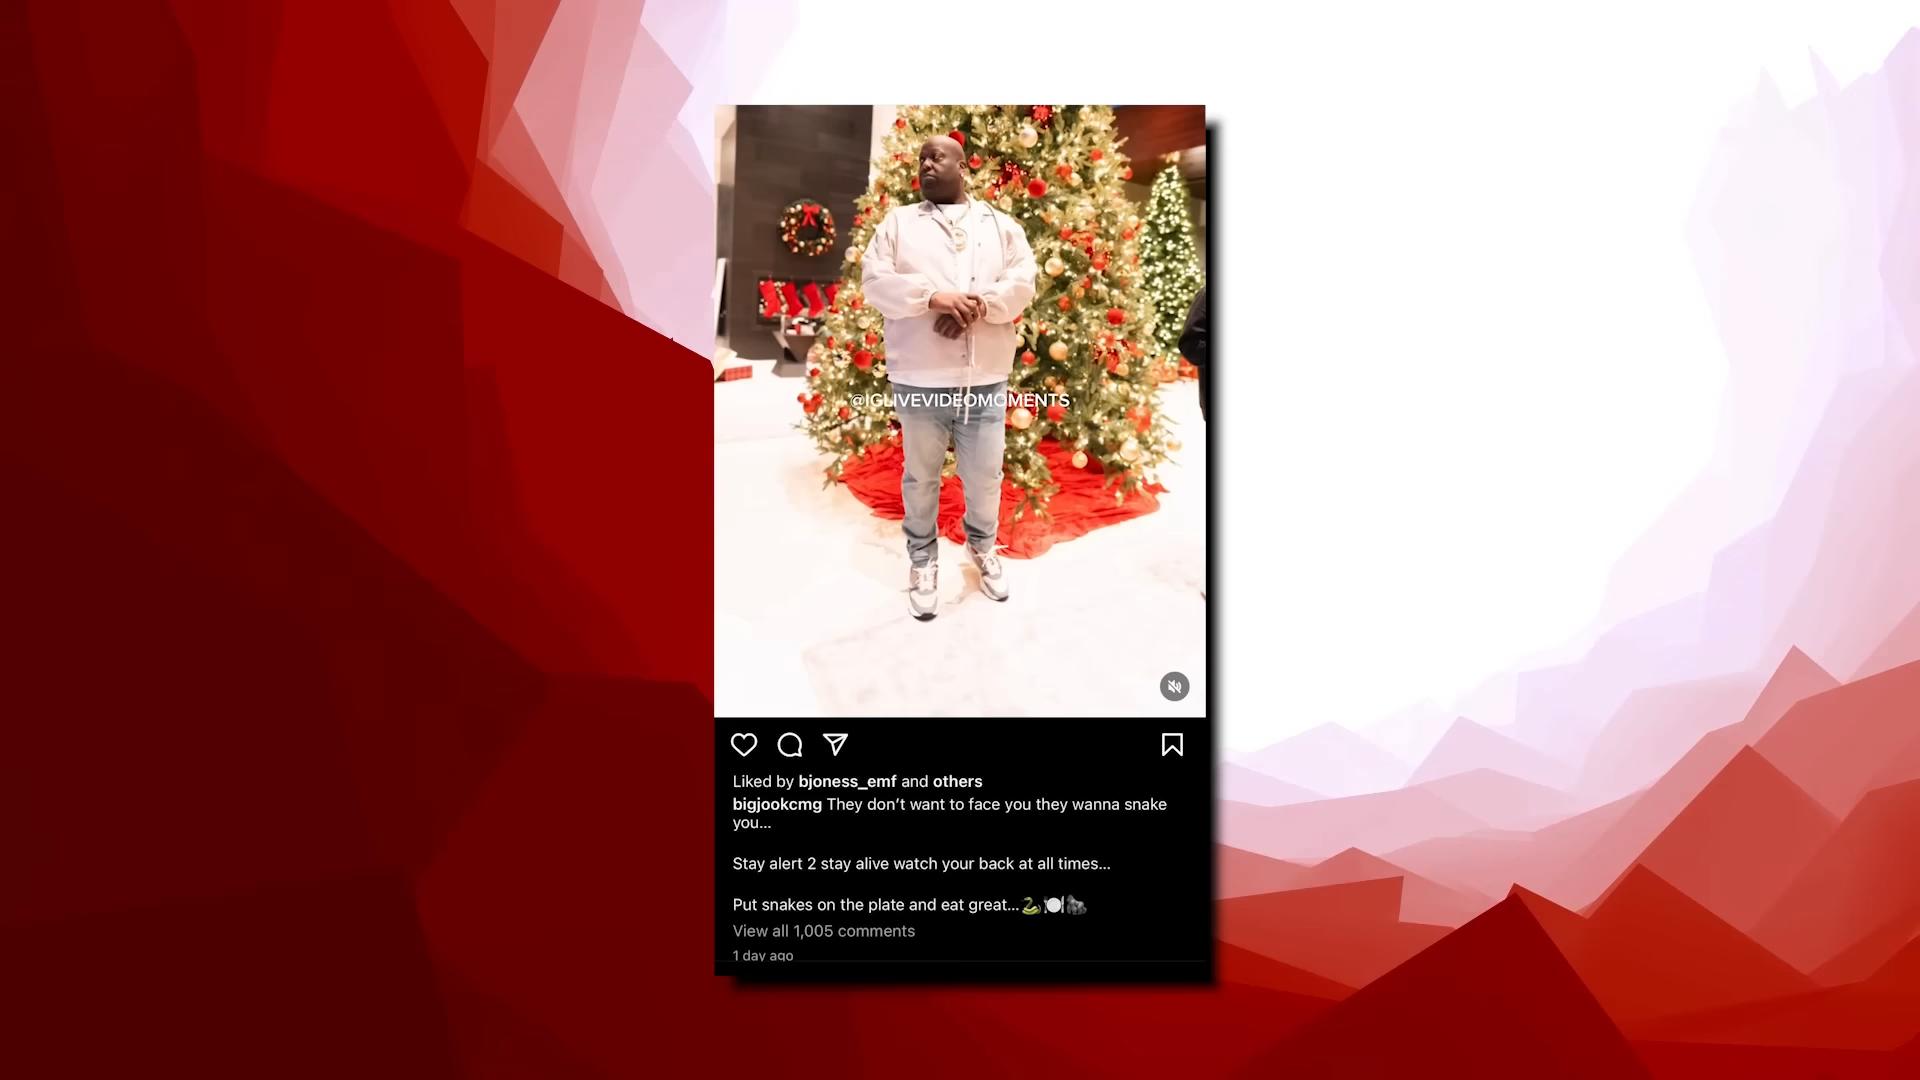 @IGLIVEVIDEOMOMENTS
Liked by bjoness_emf and others
bigjookcmg They don't want to face you they wanna snake
you...
Stay alert 2 stay alive watch your back at all times...
Put snakes on the plate and eat great...🐍🍽️🦍
View all 1,005 comments
1 day ago